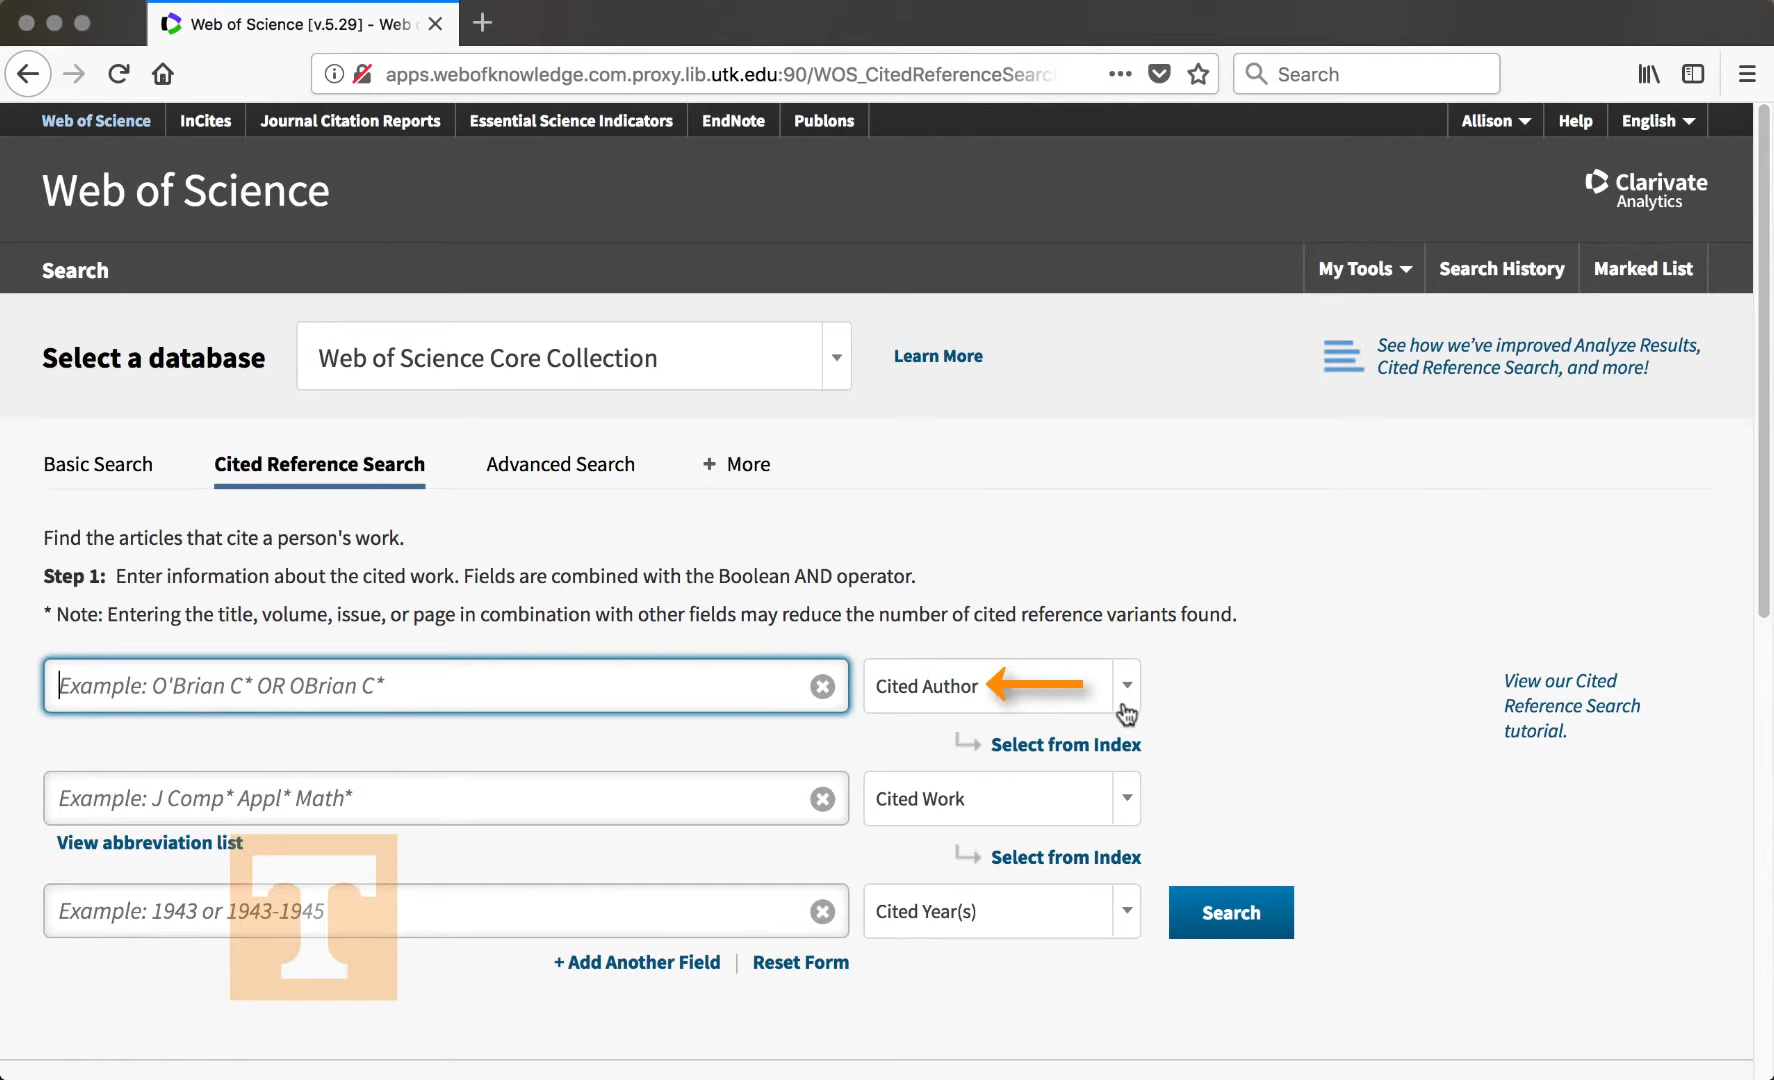 Web of Science [v.5.29] - Web
apps.webofknowledge.com.proxy.lib.utk.edu:90/WOS_CitedReferenceSearc
Search
Web of Science
InCites
Journal Citation Reports
Essential Science Indicators
EndNote
Publons
Allison
Help
English
Web of Science
Clarivate
Analytics
Search
My Tools
Search History
Marked List
Select a database
Web of Science Core Collection
Learn More
See how we've improved Analyze Results,
Cited Reference Search, and more!
Basic Search
Cited Reference Search
Advanced Search
+ More
Find the articles that cite a person's work.
Step 1: Enter information about the cited work. Fields are combined with the Boolean AND operator.
* Note: Entering the title, volume, issue, or page in combination with other fields may reduce the number of cited reference variants found.
Example: O'Brian C* OR OBrian C*
Cited Author
View our Cited
Reference Search
tutorial.
Select from Index
Example: J Comp* Appl* Math*
Cited Work
View abbreviation list
Select from Index
Example: 1943 or 1943-1945
Cited Year(s)
Search
+ Add Another Field | Reset Form
T